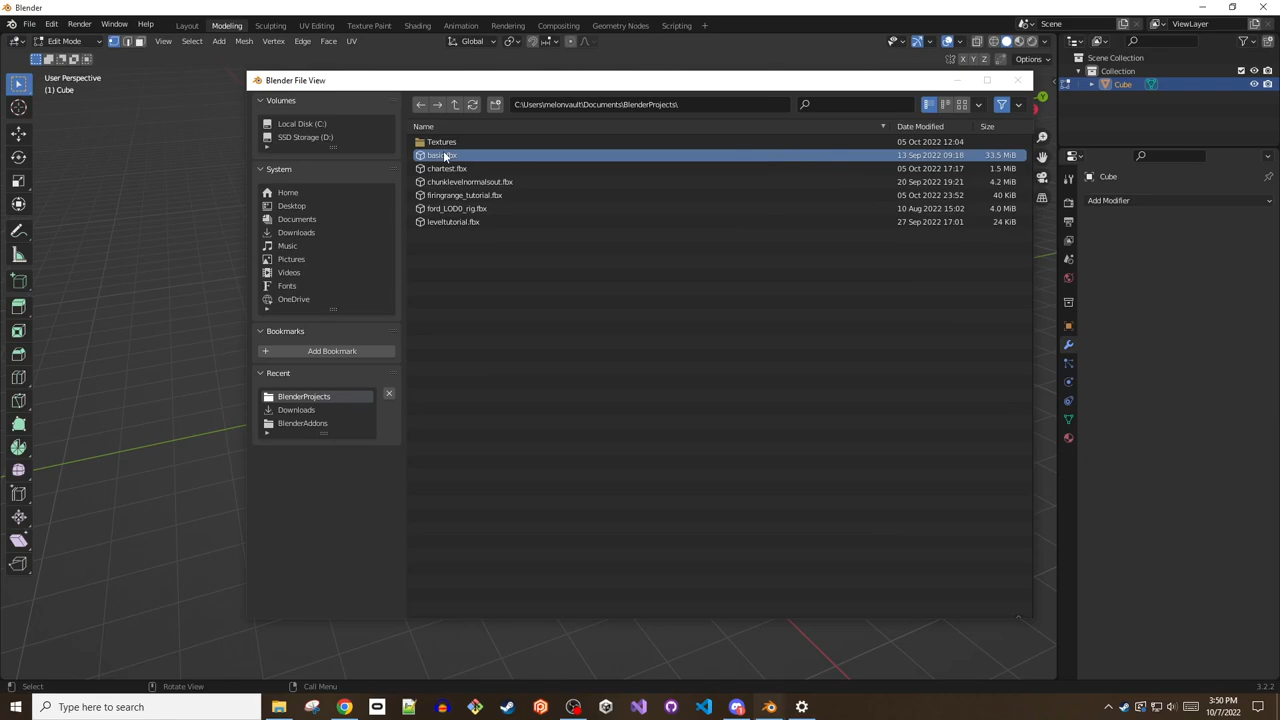 Blender
File Edit Render Window Help Layout Modeling Sculpting UV Editing Texture Paint Shading Animation Rendering Compositing Geometry Nodes Scripting + Scene ViewLayer
Edit Mode View Select Add Mesh Vertex Edge Face UV Global
X Y Z Options
User Perspective
(1) Cube
Scene Collection
Collection
Cube
Cube
Add Modifier
Blender File View
Volumes
Local Disk (C:)
SSD Storage (D:)
System
Home
Desktop
Documents
Downloads
Music
Pictures
Videos
Fonts
OneDrive
Bookmarks
Add Bookmark
Recent
BlenderProjects
Downloads
BlenderAddons
C:\Users\melonvault\Documents\BlenderProjects\
Name Date Modified Size
Textures 05 Oct 2022 12:04
basic.fbx 13 Sep 2022 09:18 33.5 MiB
chartest.fbx 05 Oct 2022 17:17 1.5 MiB
chunklevelnormalsout.fbx 20 Sep 2022 19:21 4.2 MiB
firingrange_tutorial.fbx 05 Oct 2022 23:52 40 KiB
ford_LOD0_rig.fbx 10 Aug 2022 15:02 4.0 MiB
leveltutorial.fbx 27 Sep 2022 17:01 24 KiB
Select Rotate View Call Menu 3.2.2
Type here to search
3:50 PM
10/7/2022